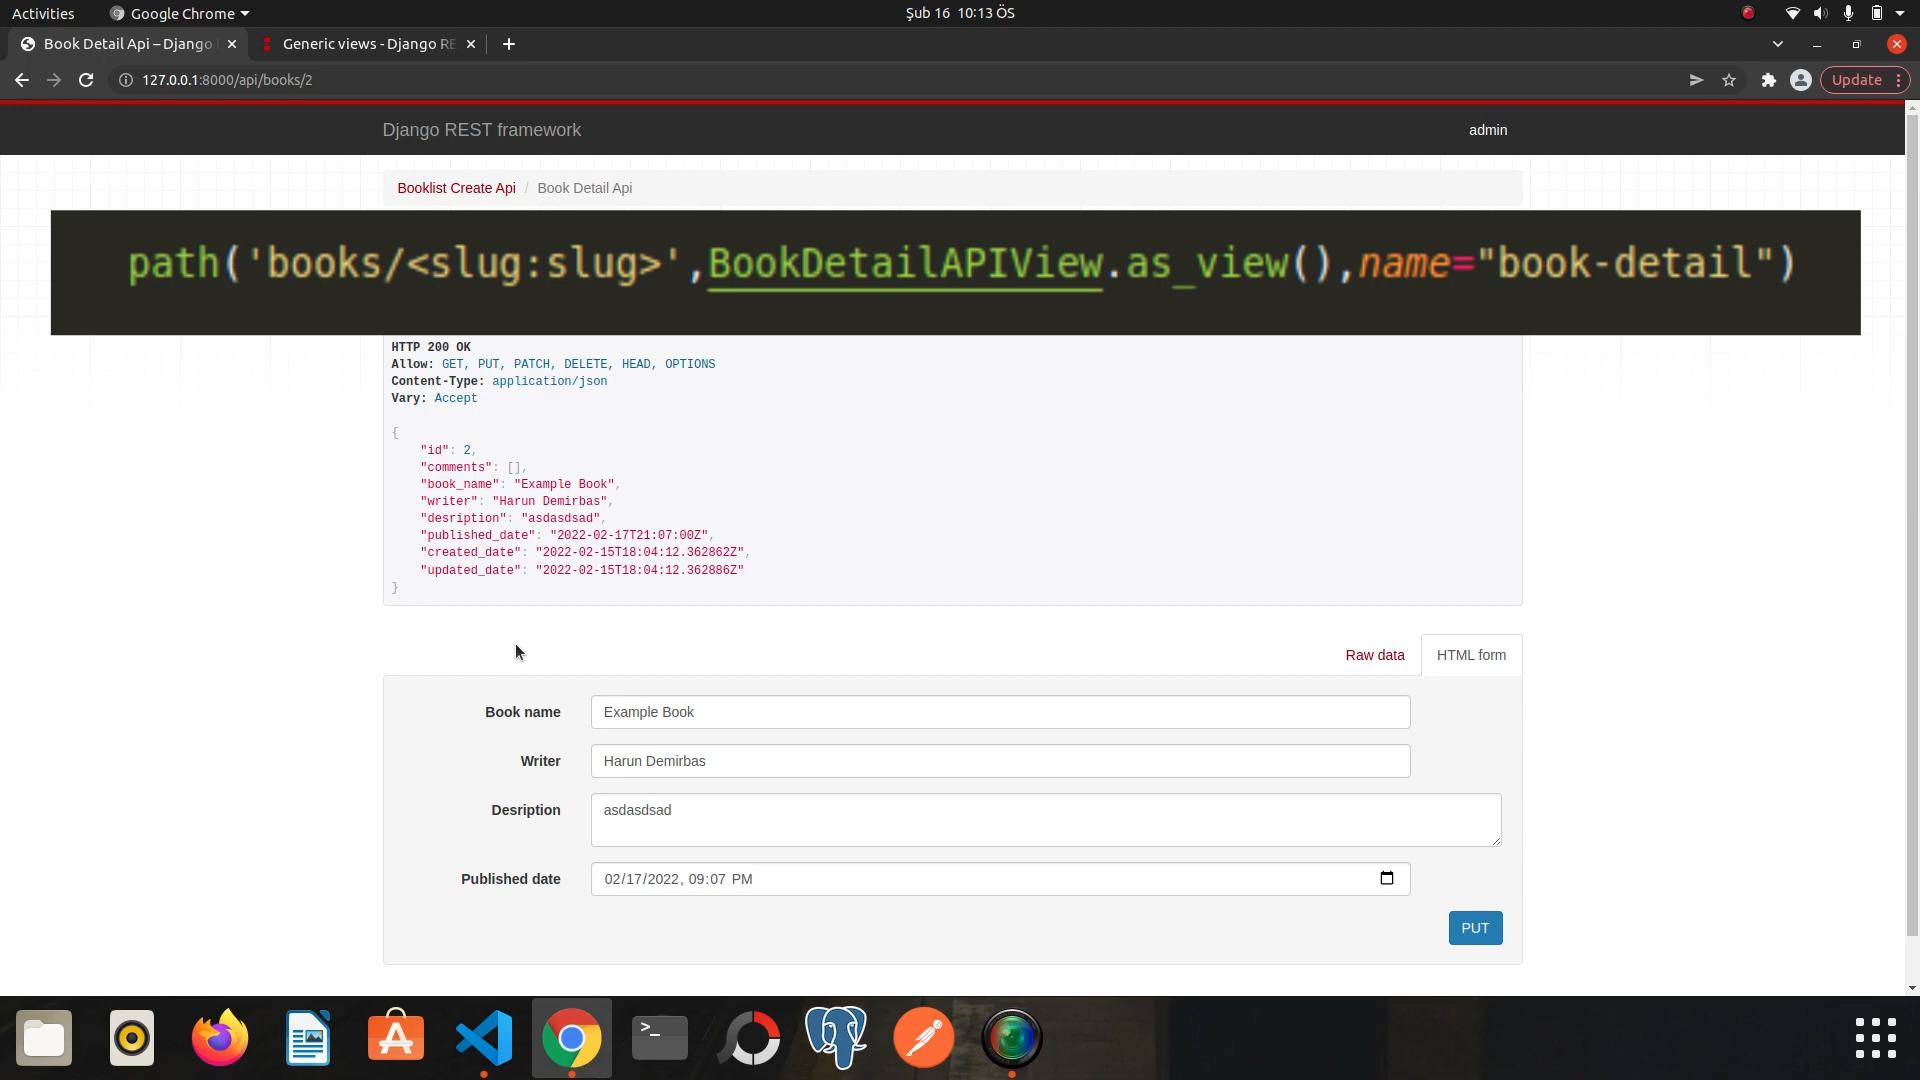 Activities
Google Chrome
Şub 16 10:13 ÖS
Book Detail Api – Django
Generic views - Django RE
127.0.0.1:8000/api/books/2
Update
Django REST framework
admin
Booklist Create Api / Book Detail Api
path('books/<slug:slug>',BookDetailAPIView.as_view(),name="book-detail")
HTTP 200 OK
Allow: GET, PUT, PATCH, DELETE, HEAD, OPTIONS
Content-Type: application/json
Vary: Accept
{
"id": 2,
"comments": [],
"book_name": "Example Book",
"writer": "Harun Demirbas",
"desription": "asdasdsad",
"published_date": "2022-02-17T21:07:00Z",
"created_date": "2022-02-15T18:04:12.362862Z",
"updated_date": "2022-02-15T18:04:12.362886Z"
}
Raw data
HTML form
Book name
Example Book
Writer
Harun Demirbas
Desription
asdasdsad
Published date
02/17/2022, 09:07 PM
PUT